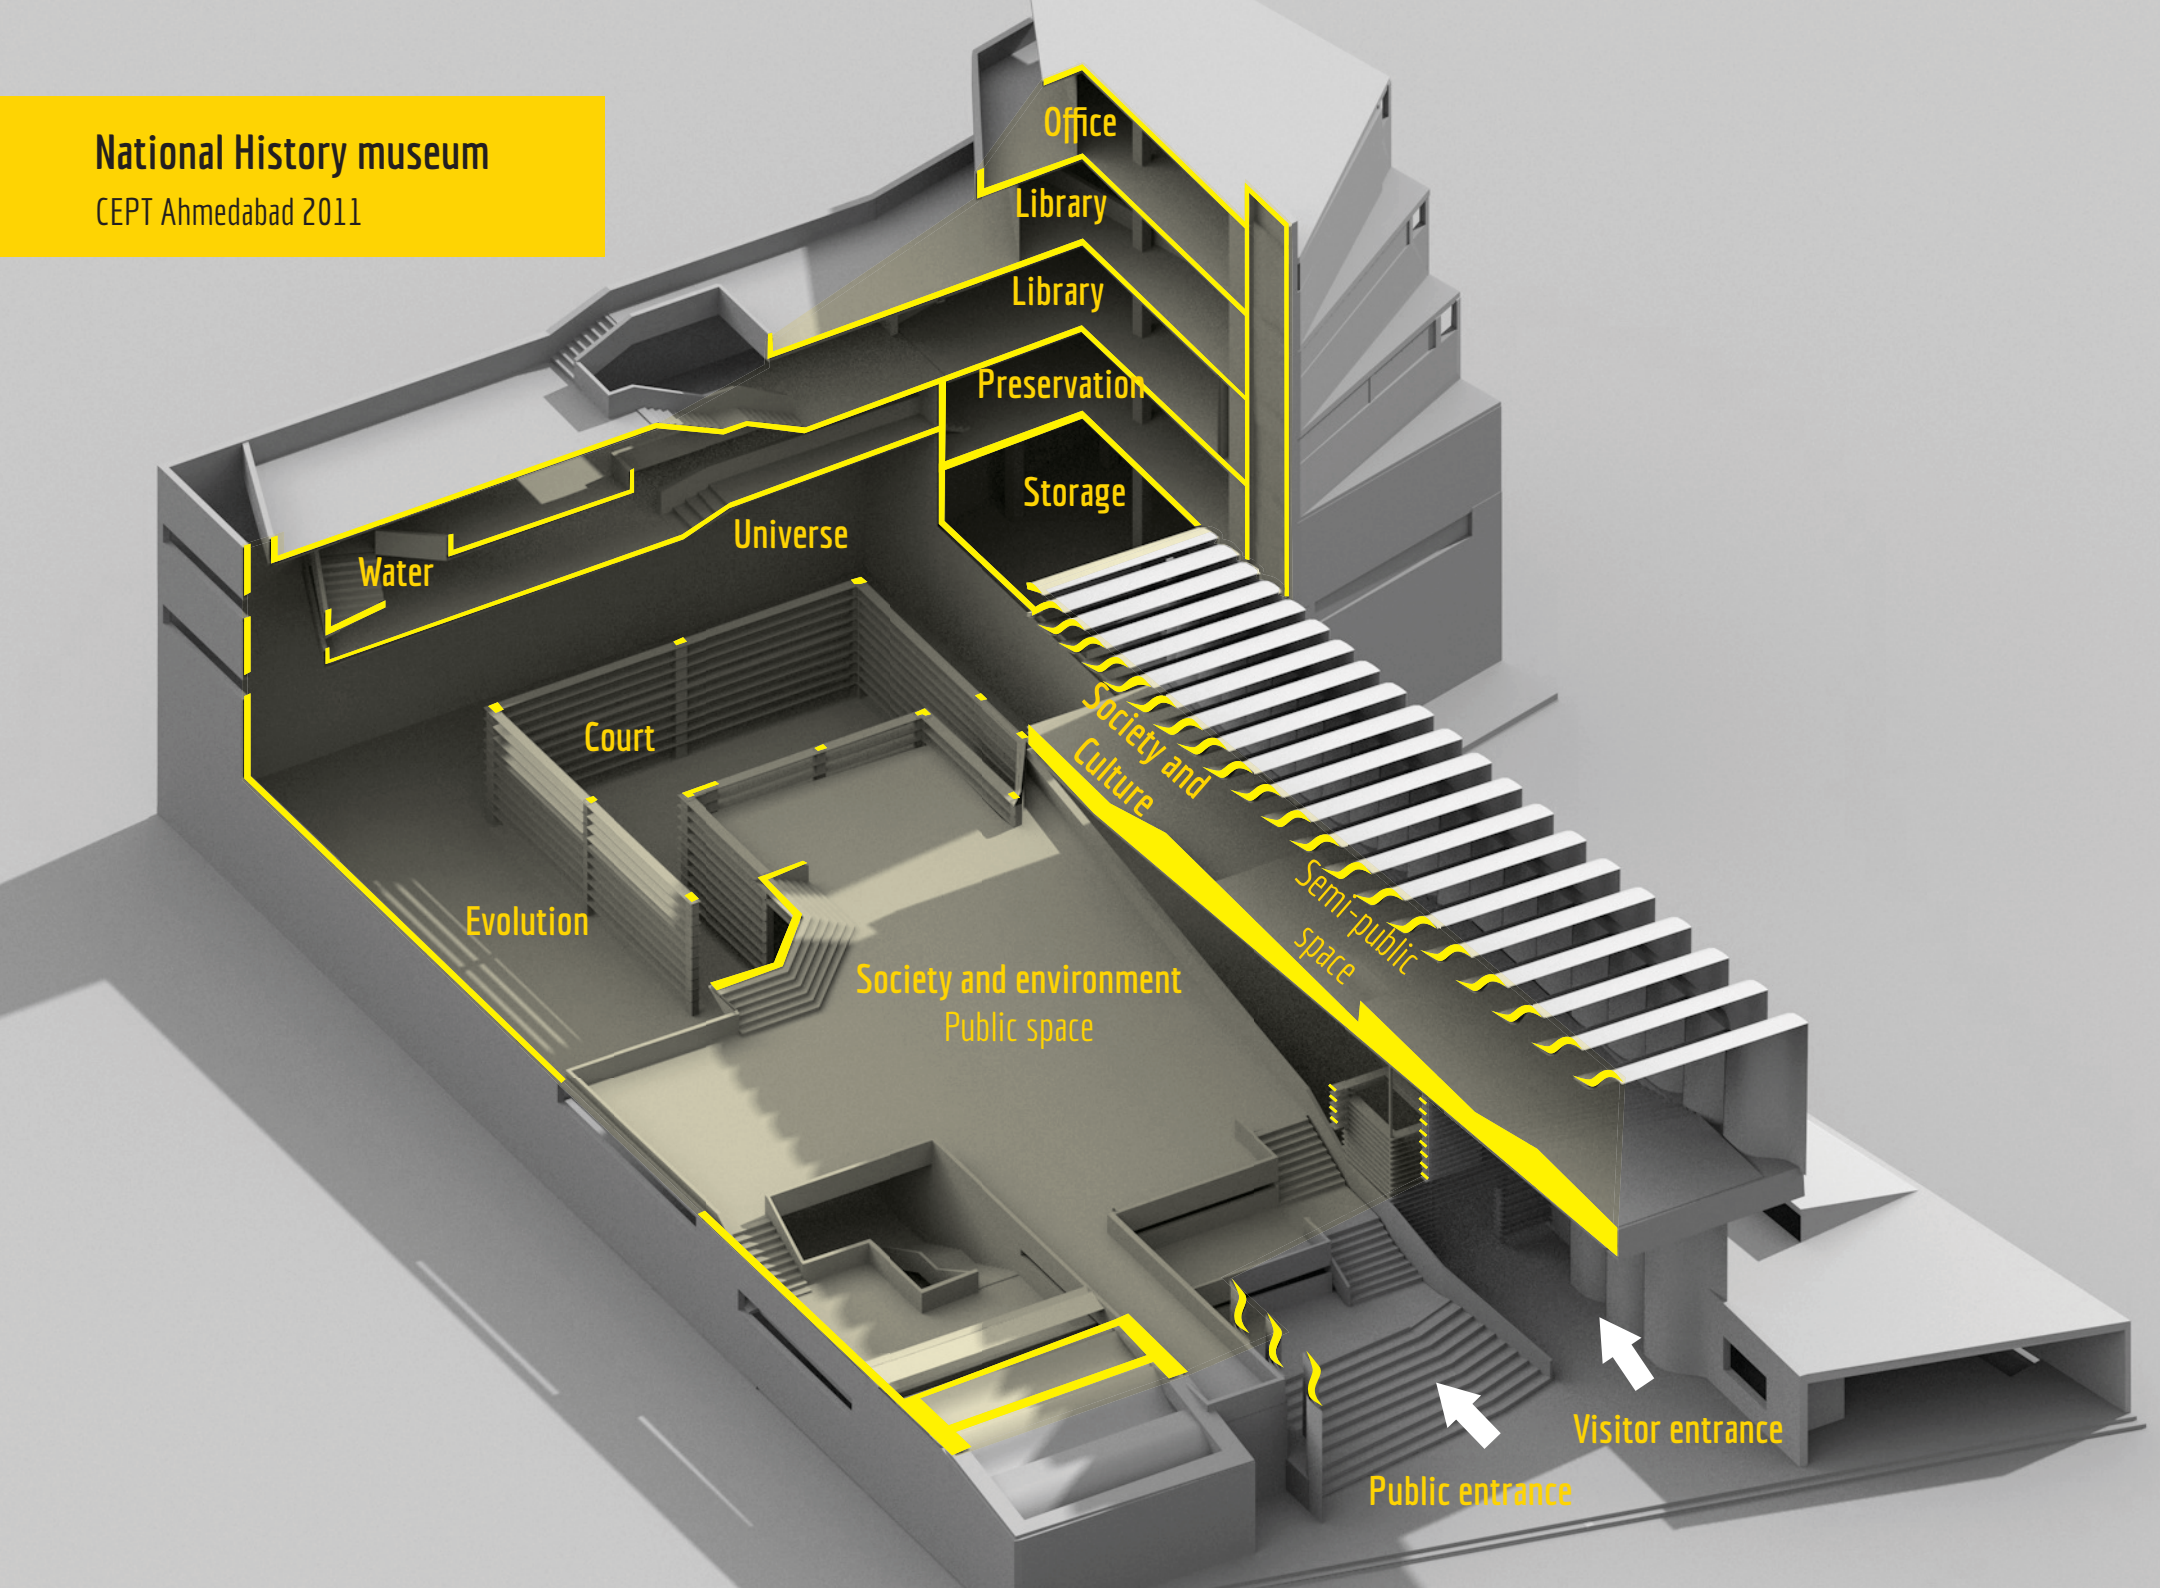 National History museum
CEPT Ahmedabad 2011
Office
Library
Library
Preservation
Storage
Universe
Water
Court
Society and
Culture
Evolution
Semi-public
space
Society and environment
Public space
Visitor entrance
Public entrance